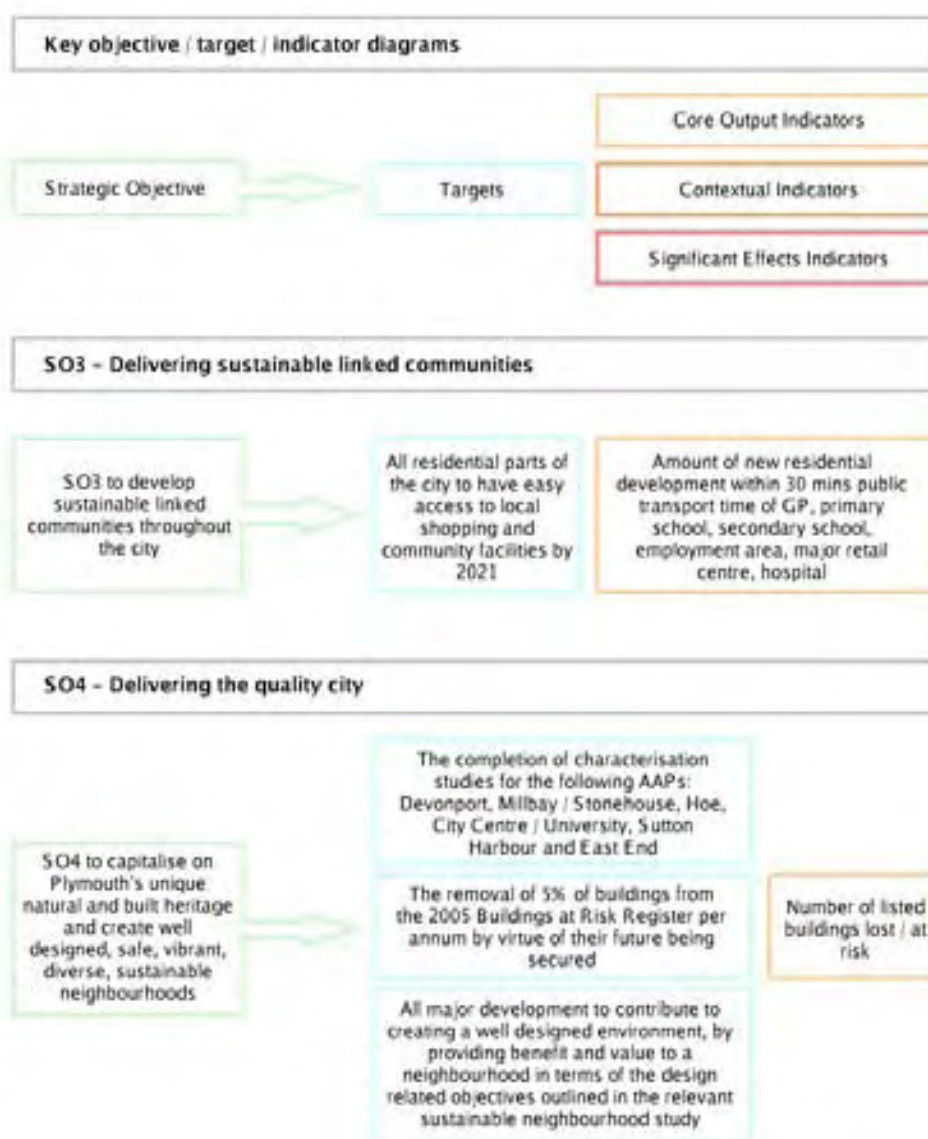 Key objective / target / indicator diagrams
Core Output Indicators
Strategic Objective
Targets
Contextual Indicators
Significant Effects Indicators
SO3 – Delivering sustainable linked communities
SO3 to develop
sustainable linked
communities throughout
the city
All residential parts of
the city to have easy
access to local
shopping and
community facilities by
2021
Amount of new residential
development within 30 mins public
transport time of GP, primary
school, secondary school,
employment area, major retail
centre, hospital
SO4 – Delivering the quality city
SO4 to capitalise on
Plymouth's unique
natural and built heritage
and create well
designed, safe, vibrant,
diverse, sustainable
neighbourhoods
The completion of characterisation
studies for the following AAPs:
Devonport, Millbay / Stonehouse, Hoe,
City Centre / University, Sutton
Harbour and East End
The removal of 5% of buildings from
the 2005 Buildings at Risk Register per
annum by virtue of their future being
secured
Number of listed
buildings lost / at
risk
All major development to contribute to
creating a well designed environment, by
providing benefit and value to a
neighbourhood in terms of the design
related objectives outlined in the relevant
sustainable neighbourhood study